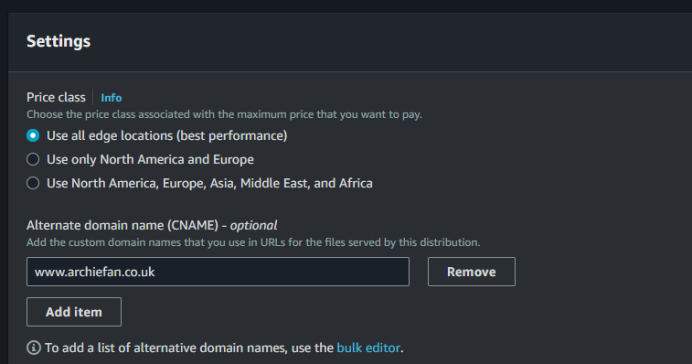 Settings
Price class Info
Choose the price class associated with the maximum price that you want to pay.
Use all edge locations (best performance)
Use only North America and Europe
Use North America, Europe, Asia, Middle East, and Africa
Alternate domain name (CNAME) - optional
Add the custom domain names that you use in URLs for the files served by this distribution.
www.archiefan.co.uk Remove
Add item
To add a list of alternative domain names, use the bulk editor.